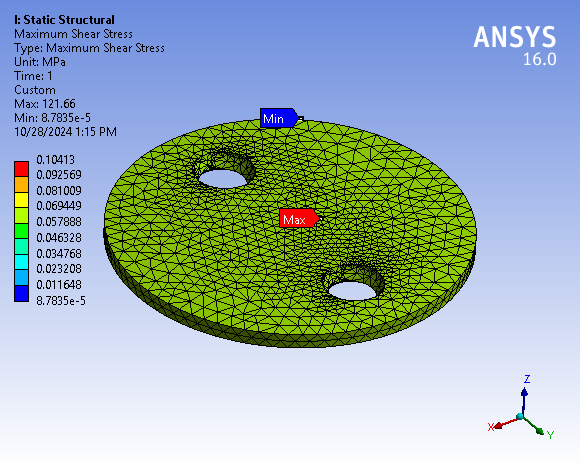 I: Static Structural
Maximum Shear Stress
Type: Maximum Shear Stress
Unit: MPa
Time: 1
Custom
Max: 121.66
Min: 8.7835e-5
10/28/2024 1:15 PM
ANSYS
16.0
0.10413
0.092569
0.081009
0.069449
0.057888
0.046328
0.034768
0.023208
0.011648
8.7835e-5
Min
Max
Z
X
Y